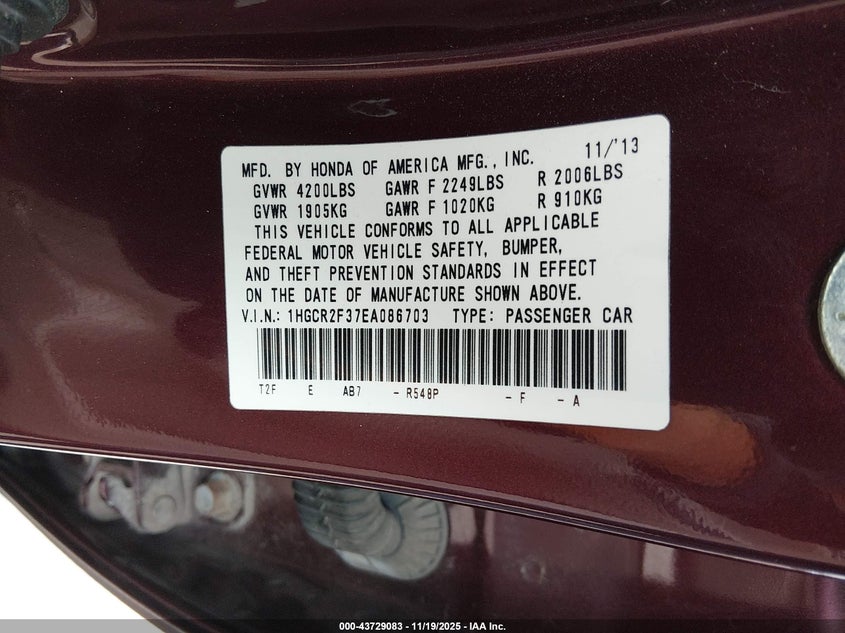 MFD. BY HONDA OF AMERICA MFG., INC. 11/'13
GVWR 4200LBS GAWR F 2249LBS R 2006LBS
GVWR 1905KG GAWR F 1020KG R 910KG
THIS VEHICLE CONFORMS TO ALL APPLICABLE
FEDERAL MOTOR VEHICLE SAFETY, BUMPER,
AND THEFT PREVENTION STANDARDS IN EFFECT
ON THE DATE OF MANUFACTURE SHOWN ABOVE.
V.I.N.: 1HGCR2F37EA086703 TYPE: PASSENGER CAR
T2F E AB7 - R548P - F - A
000-43729083 - 11/19/2025 - IAA Inc.